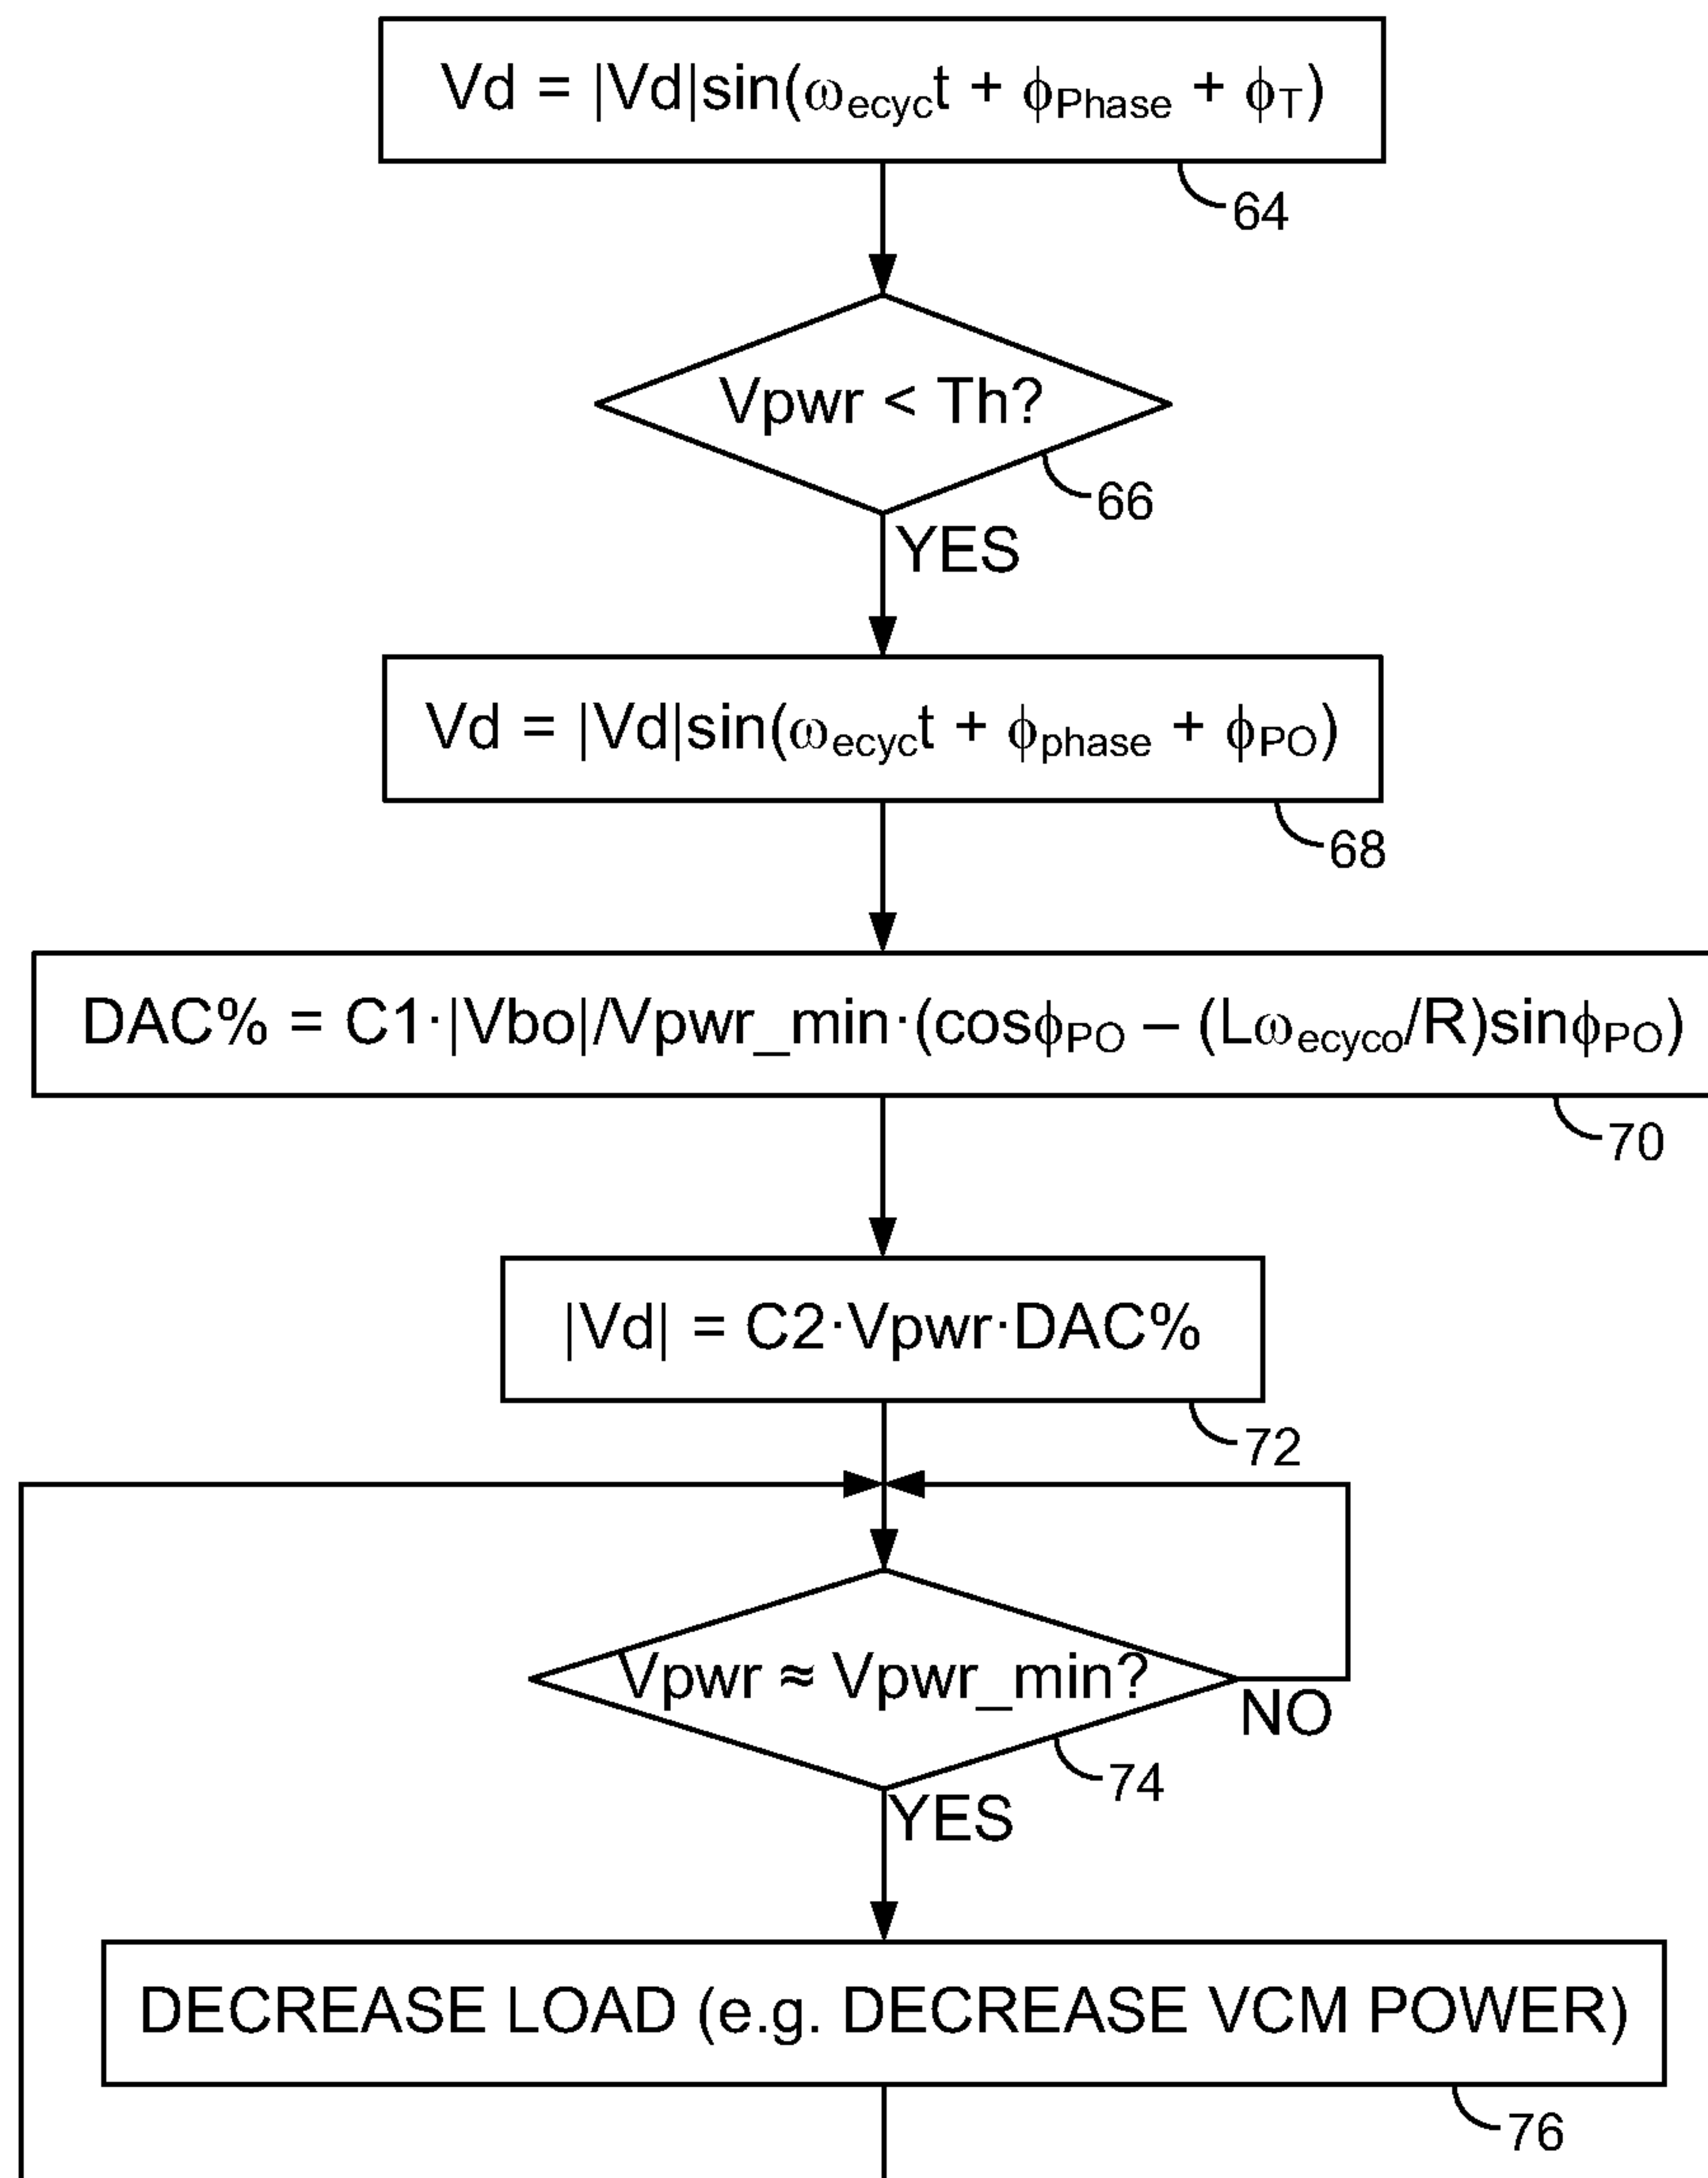 Vd = |Vd|sin(ωecyct + ϕPhase + ϕT)
64
Vpwr < Th?
66
YES
Vd = |Vd|sin(ωecyct + ϕphase + ϕPO)
68
DAC% = C1·|Vbo|/Vpwr_min·(cosϕPO – (Lωecyco/R)sinϕPO)
70
|Vd| = C2·Vpwr·DAC%
72
Vpwr ≈ Vpwr_min?
NO
74
YES
DECREASE LOAD (e.g. DECREASE VCM POWER)
76